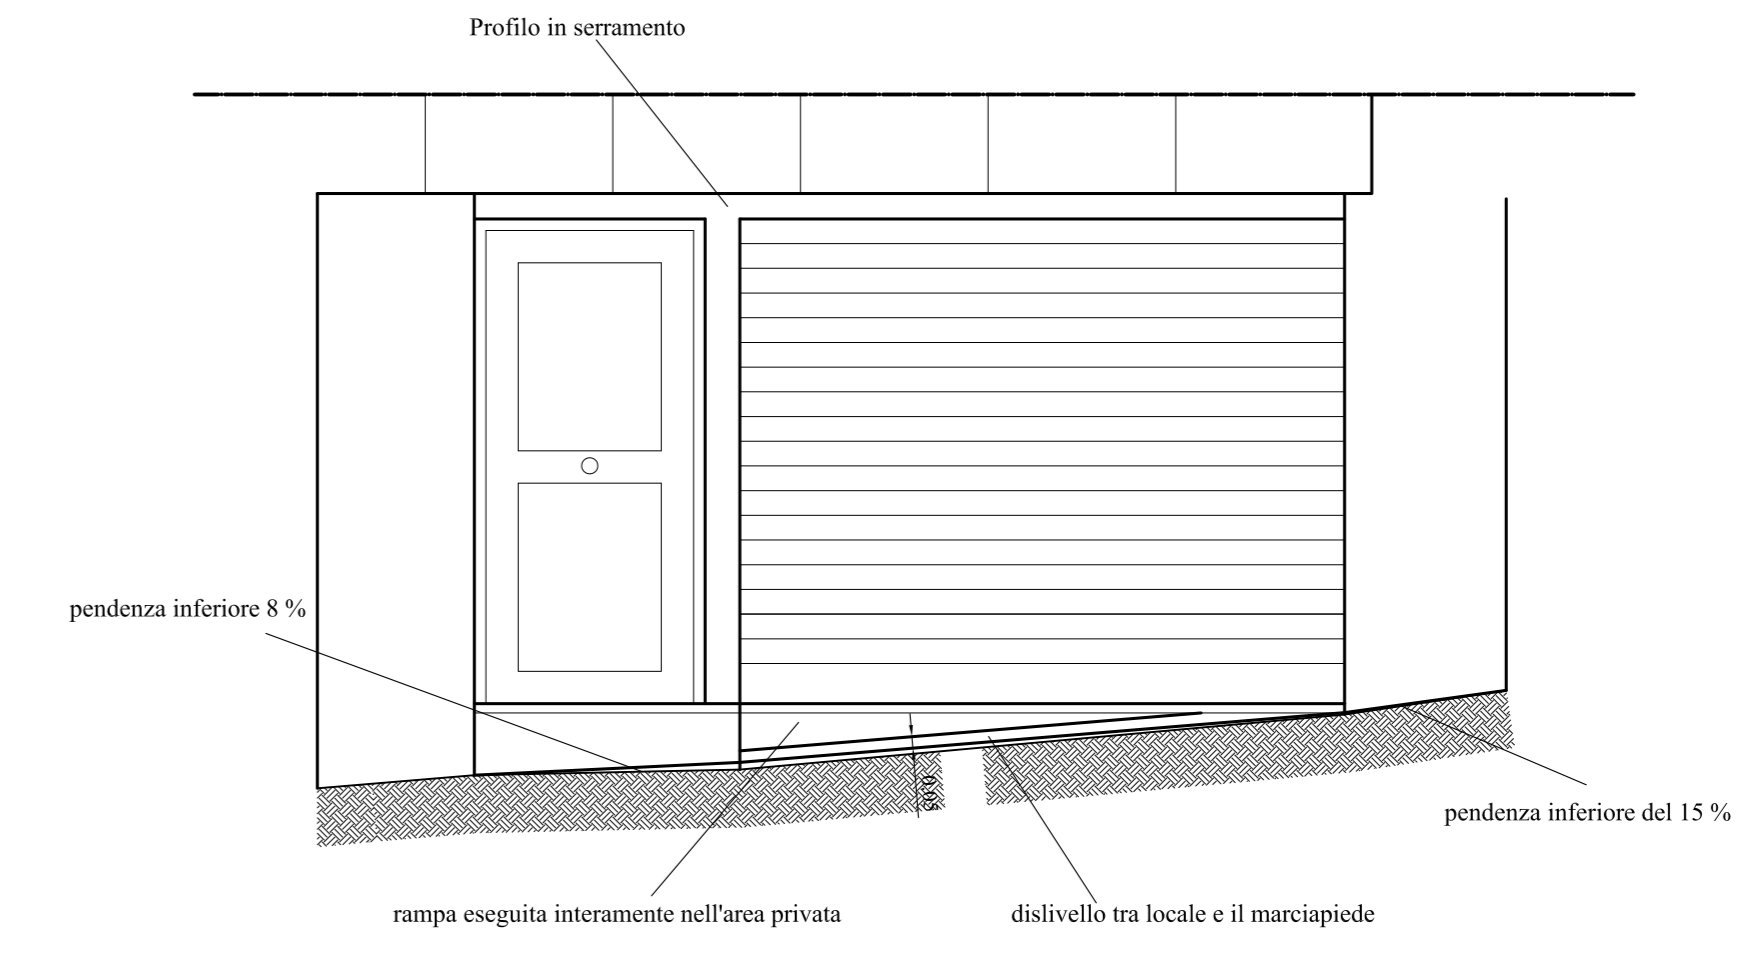 Profilo in serramento
pendenza inferiore 8 %
0.05
pendenza inferiore del 15 %
rampa eseguita interamente nell'area privata
dislivello tra locale e il marciapiede